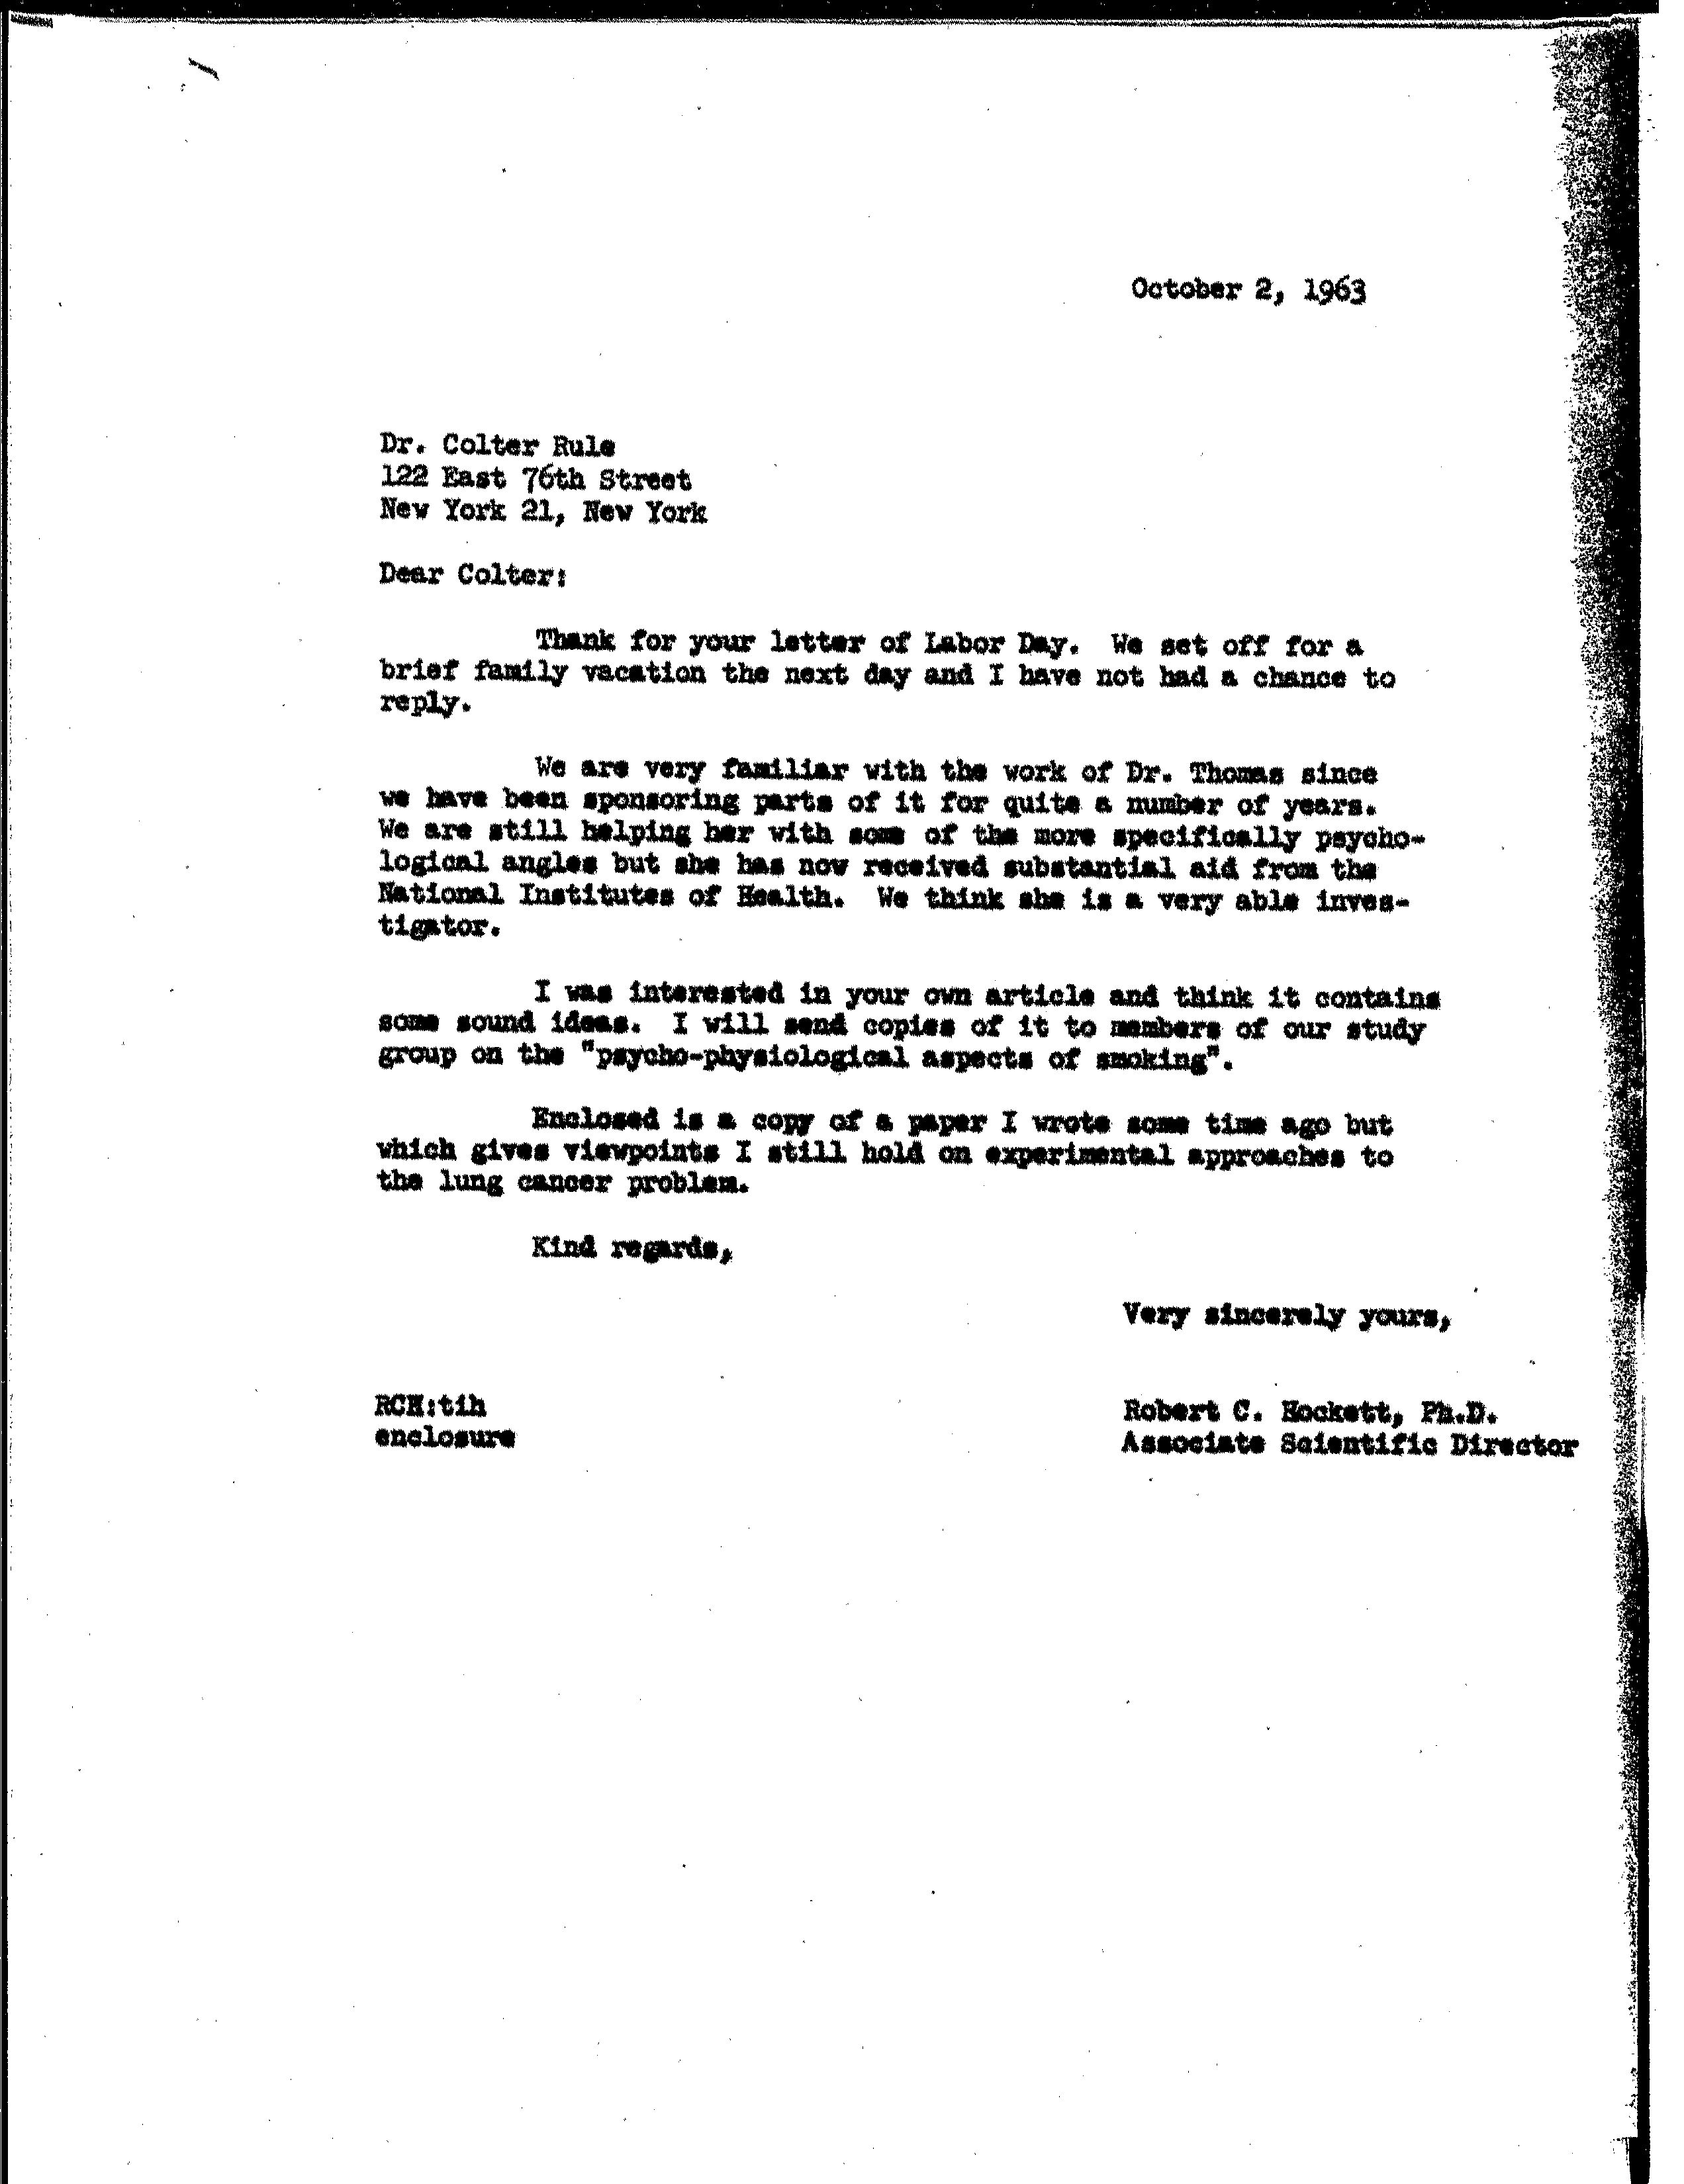 October 2, 1963
Dr. Colter Rule
122 East 76th Street
New York 21, New York
Dear Colter:
Thank for your letter of Labor Day. We set off for a
brief family vacation the next day and I have not had a chance to
reply.
We are very familiar with the work of Dr. Thomas since
we have been sponsoring parts of it for quite a number of years.
We are still helping her with some of the more specifically psycho-
logical angles but she has now received substantial aid from the
National Institutes of Health. We think she is a very able inves-
tigator.
I was interested in your own article and think it contains
some sound ideas. I will send copies of it to members of our study
group on the "psycho-physiological aspects of smoking".
Enclosed is a copy of a paper I wrote some time ago but
which gives viewpoints I still hold on experimental approaches to
the lung cancer problem.
Kind regards,
Very sincerely yours,
RCH:tih
enclosure
Robert C. Hockett, Ph.D.
Associate Scientific Director